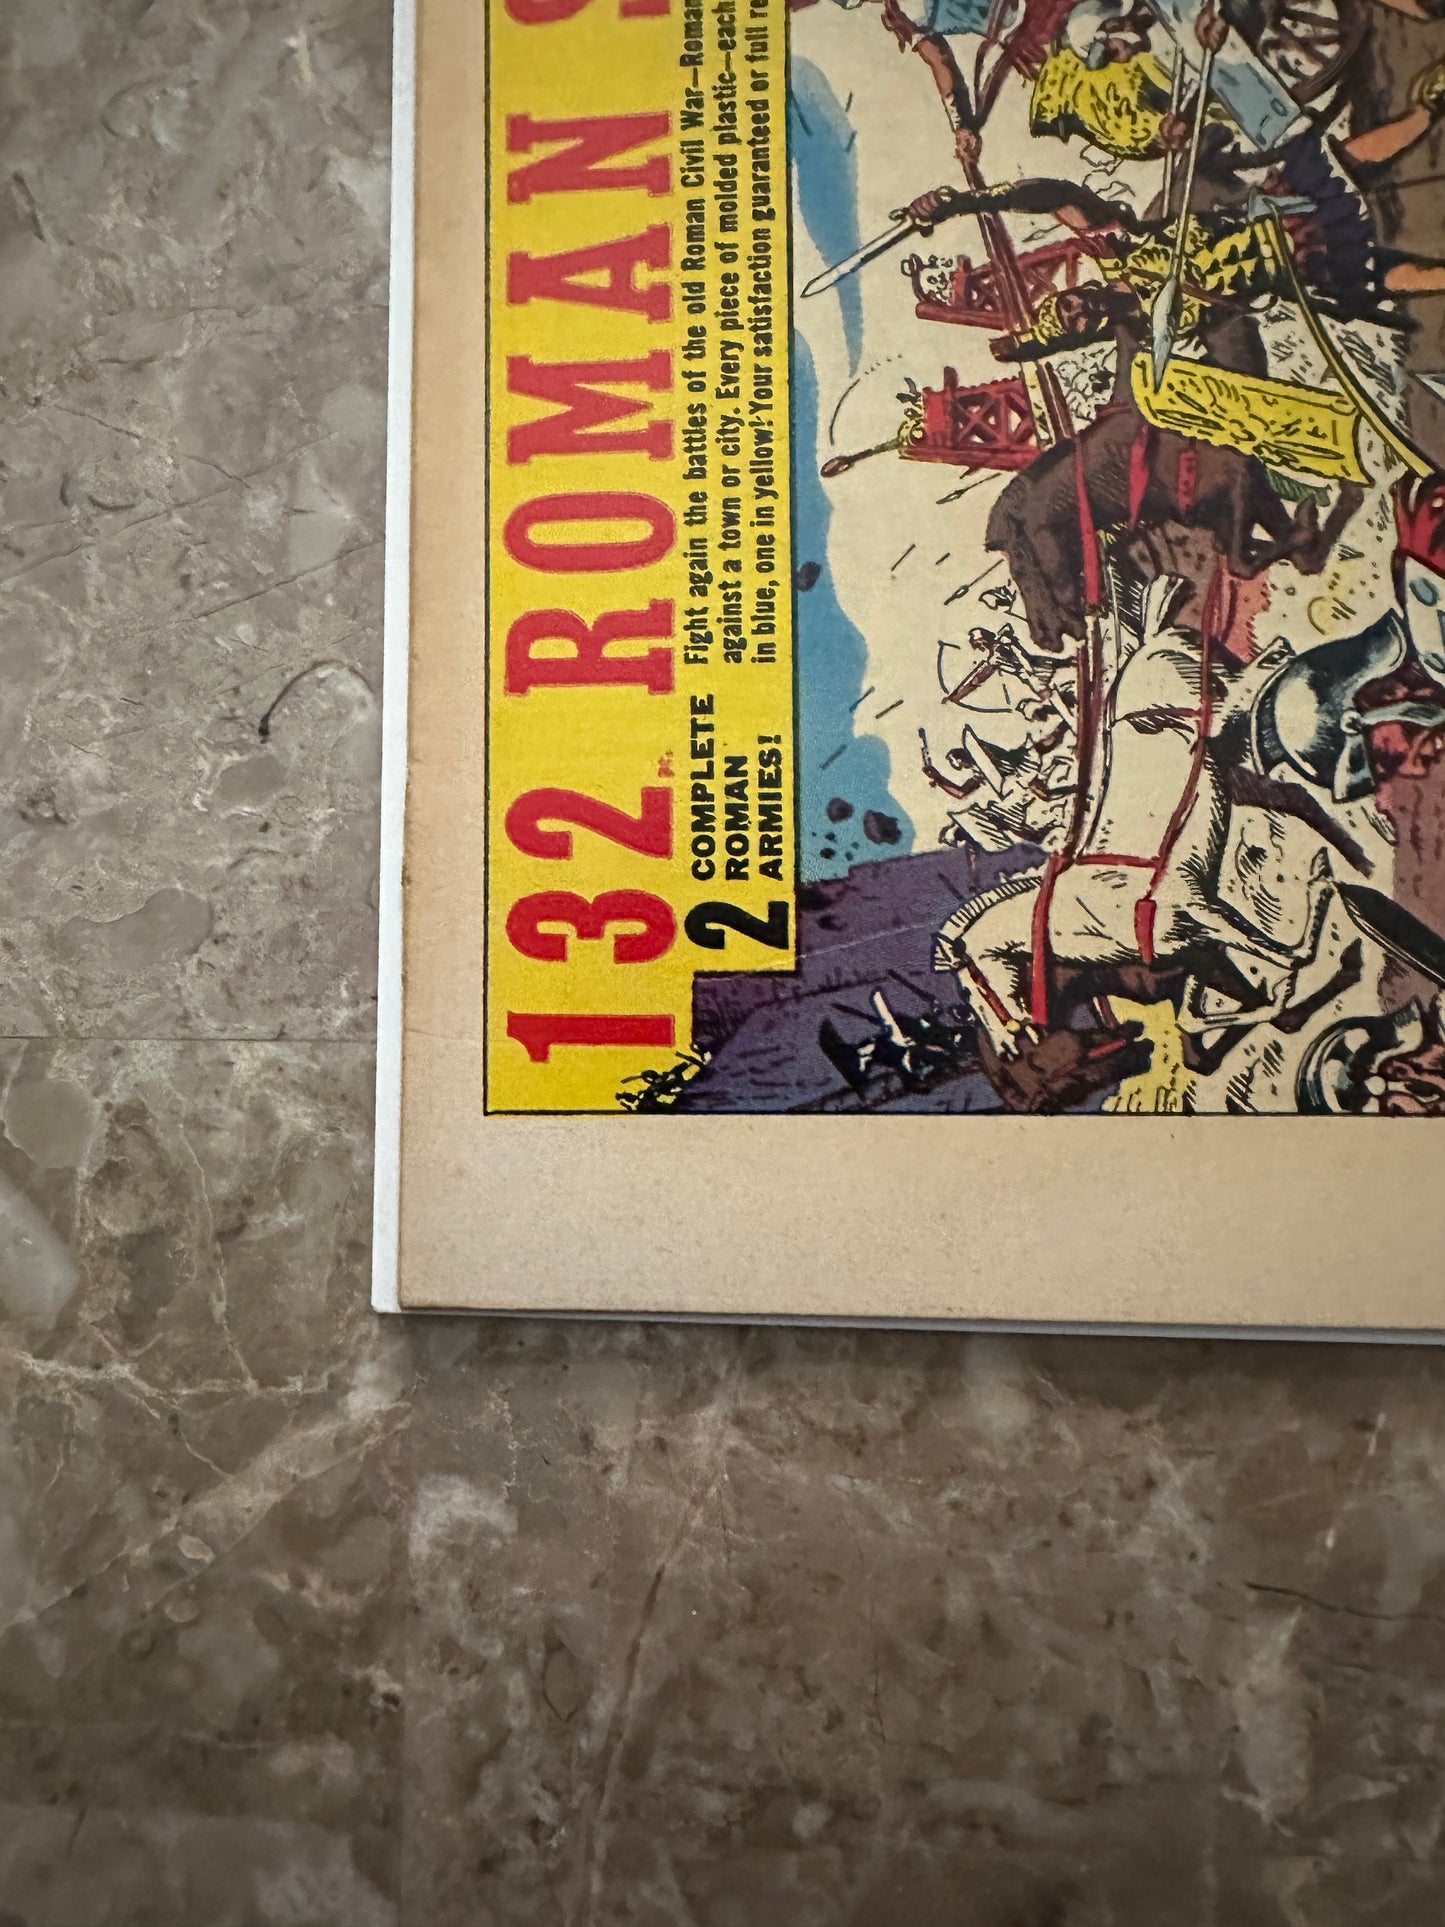 132 ROMAN
2 COMPLETE
ROMAN
ARMIES!
Fight again the battles of the old Roman Civil War—Roman
against a town or city. Every piece of molded plastic—each
in blue, one in yellow! Your satisfaction guaranteed or full re